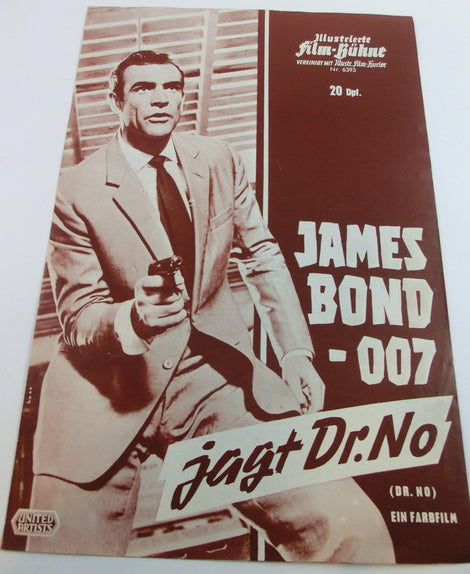 Illustrierte
Film-Bühne
VEREINIGT MIT Illustr. Film-Kurier
Nr. 6393
20 Dpf.
JAMES
BOND
- 007
jagt Dr. No
(DR. NO)
EIN FARBFILM
UNITED
ARTISTS